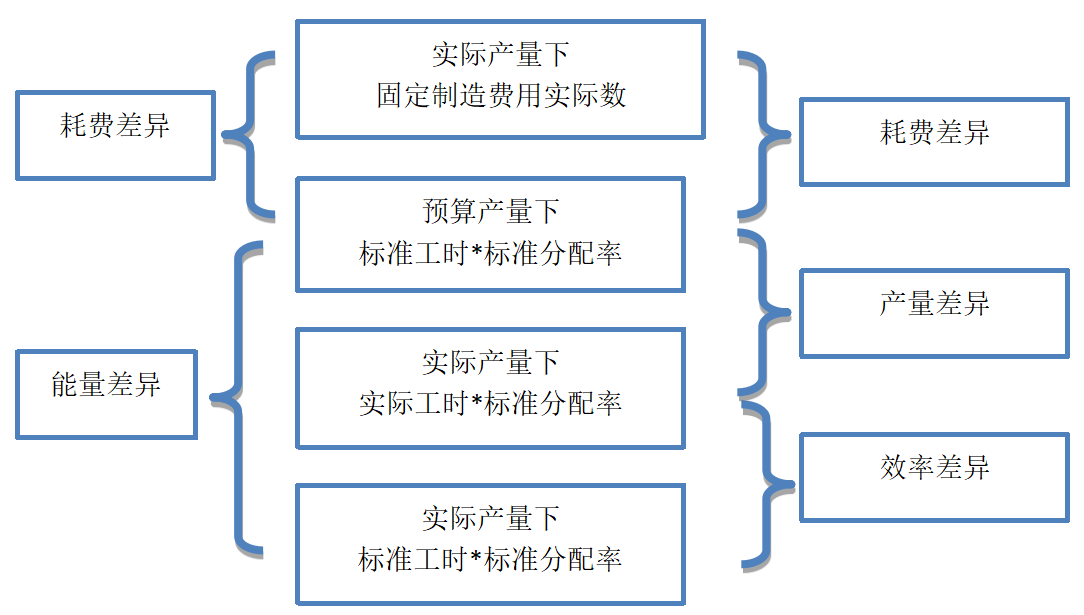 实际产量下
固定制造费用实际数
耗费差异
耗费差异
预算产量下
标准工时*标准分配率
产量差异
实际产量下
实际工时*标准分配率
能量差异
效率差异
实际产量下
标准工时*标准分配率